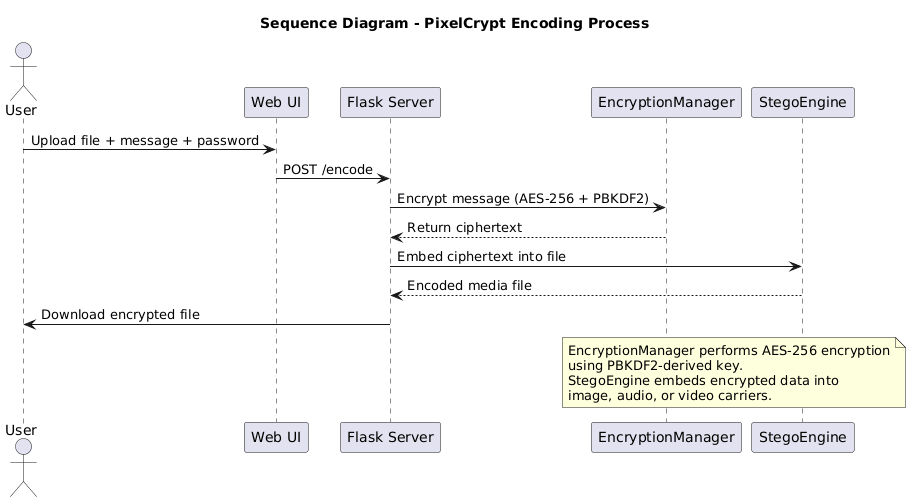 Sequence Diagram - PixelCrypt Encoding Process
User
Web UI
Flask Server
EncryptionManager
StegoEngine
Upload file + message + password
POST /encode
Encrypt message (AES-256 + PBKDF2)
Return ciphertext
Embed ciphertext into file
Encoded media file
Download encrypted file
EncryptionManager performs AES-256 encryption
using PBKDF2-derived key.
StegoEngine embeds encrypted data into
image, audio, or video carriers.
User
Web UI
Flask Server
EncryptionManager
StegoEngine